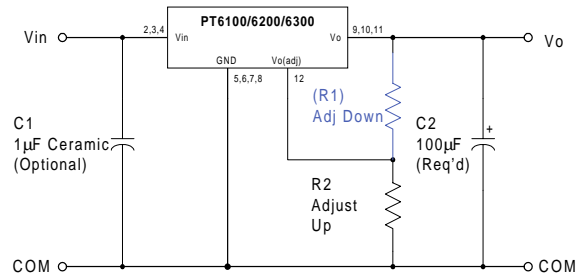 PT6100/6200/6300
Vin
2,3,4
Vin
Vo
9,10,11
Vo
GND
Vo(adj)
5,6,7,8
12
(R1)
Adj Down
C1
1µF Ceramic
(Optional)
C2
100µF
(Req'd)
+
R2
Adjust
Up
COM
COM